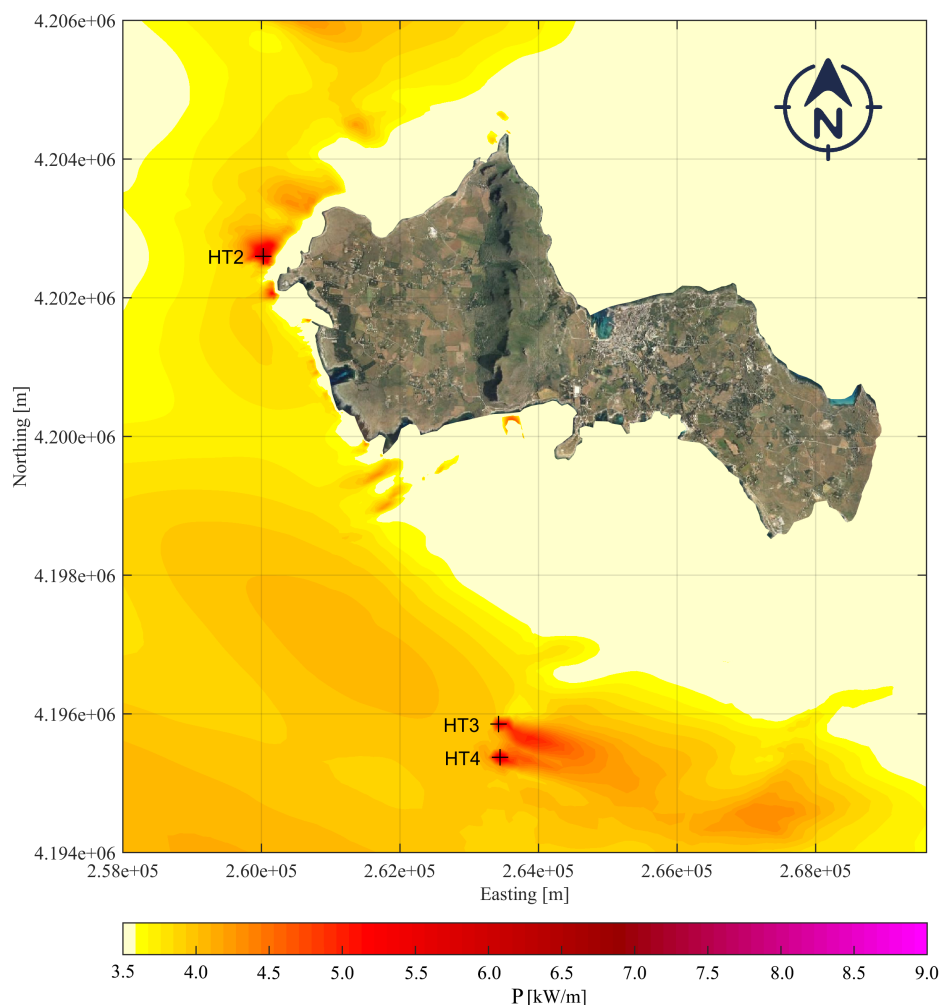 4.206e+06
N
4.204e+06
HT2
4.202e+06
Northing [m]
4.200e+06
4.198e+06
4.196e+06
HT3
HT4
4.194e+06
2.58e+05 2.60e+05 2.62e+05 2.64e+05 2.66e+05 2.68e+05
Easting [m]
3.5 4.0 4.5 5.0 5.5 6.0 6.5 7.0 7.5 8.0 8.5 9.0
P [kW/m]